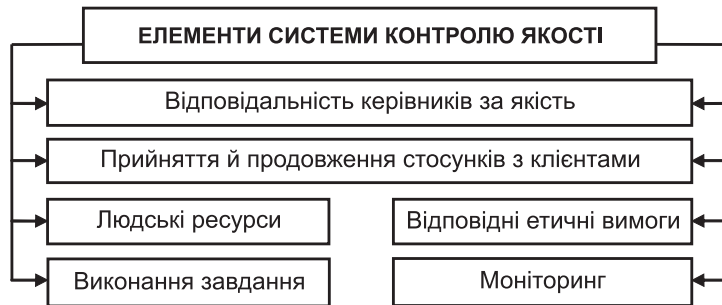 ЕЛЕМЕНТИ СИСТЕМИ КОНТРОЛЮ ЯКОСТІ
Відповідальність керівників за якість
Прийняття й продовження стосунків з клієнтами
Людські ресурси
Відповідні етичні вимоги
Виконання завдання
Моніторинг